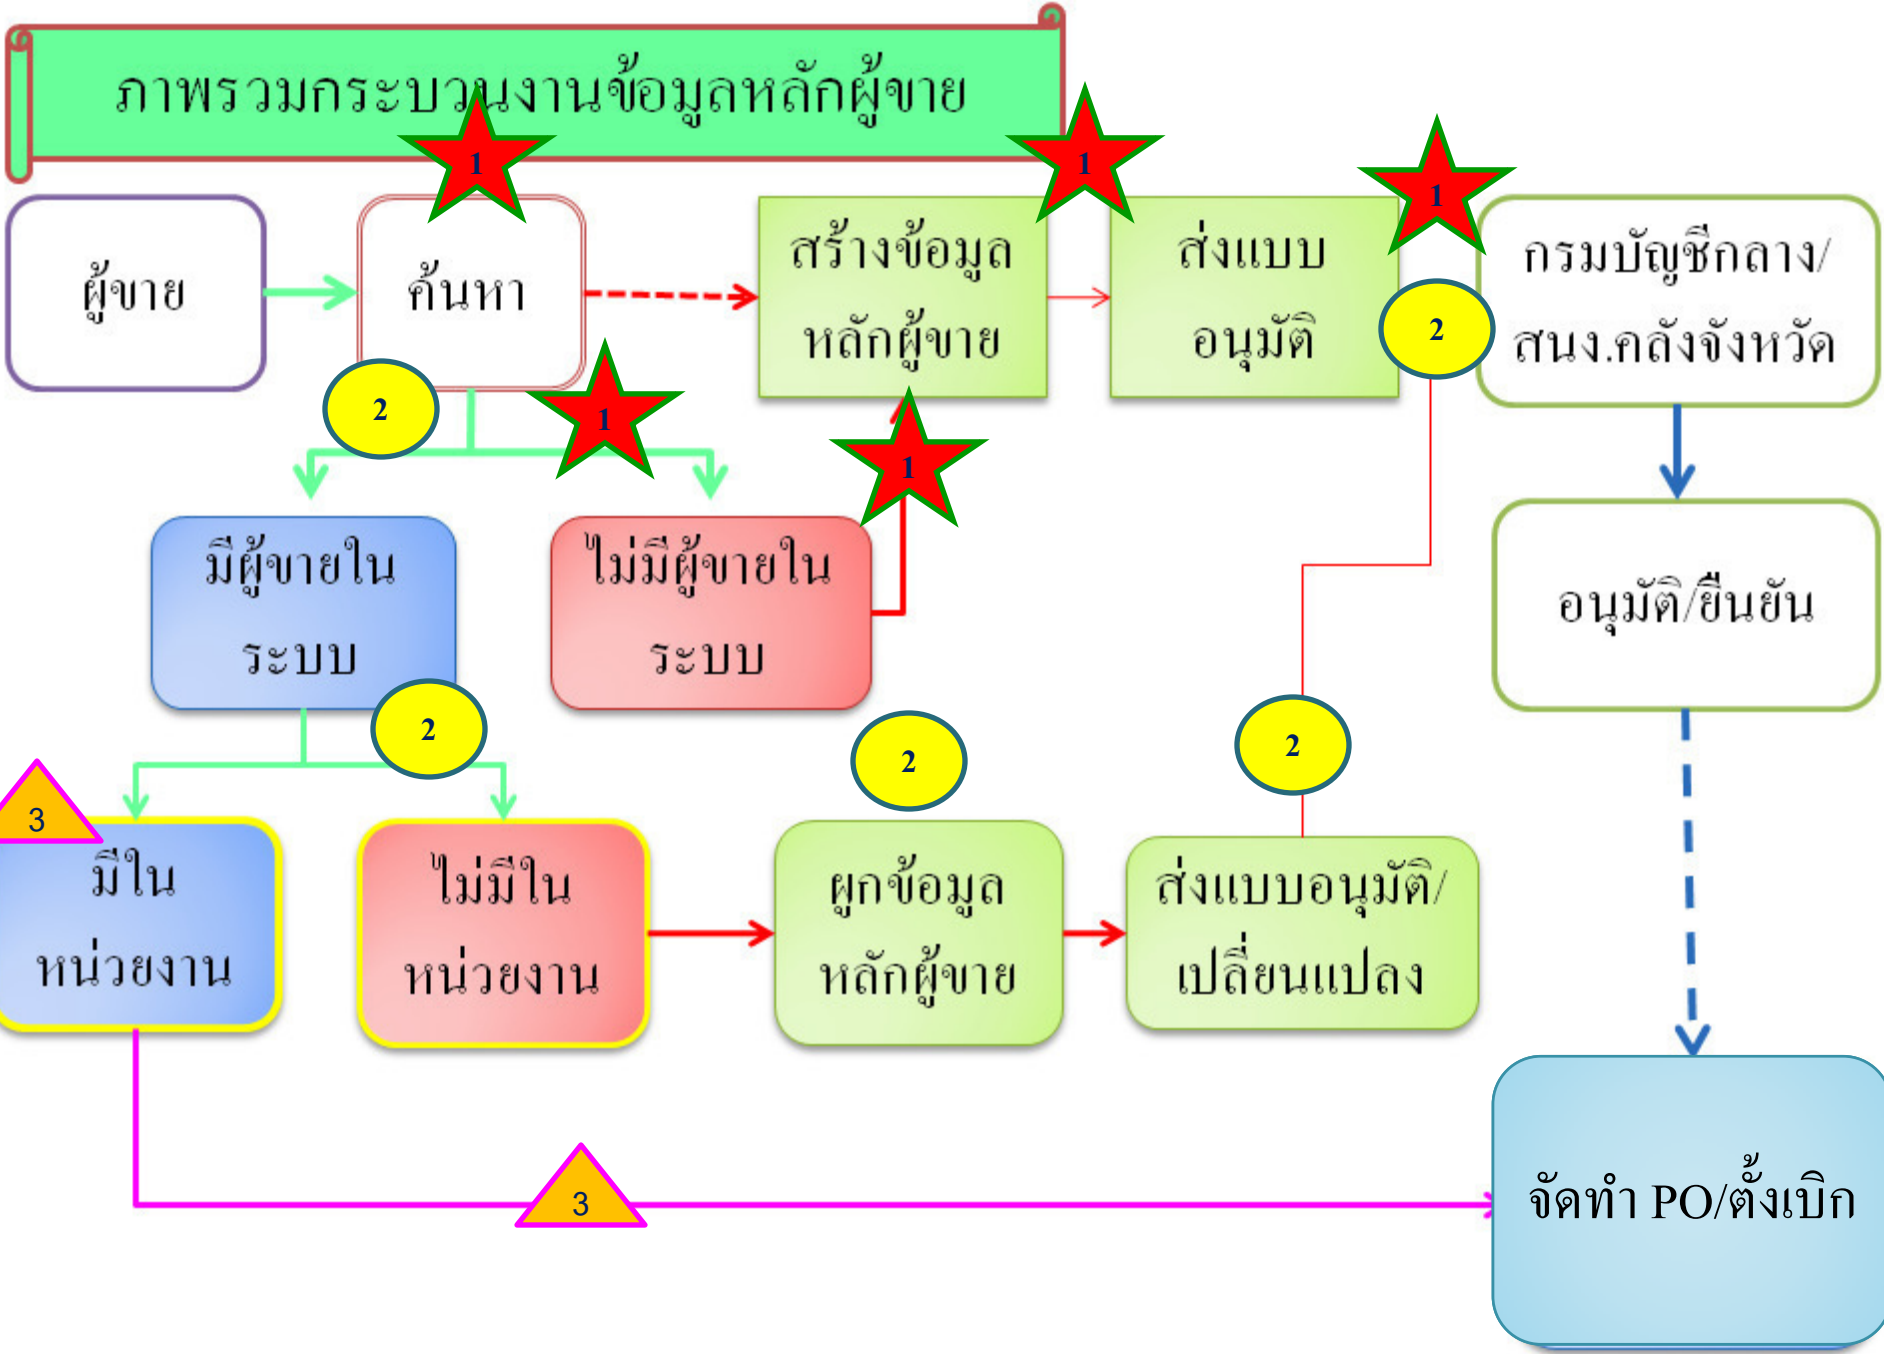 ภาพรวมกระบวนงานข้อมูลหลักผู้ขาย
1
1
1
ผู้ขาย
ค้นหา
สร้างข้อมูล
หลักผู้ขาย
ส่งแบบ
อนุมัติ
กรมบัญชีกลาง/
สนง.คลังจังหวัด
2
2
1
1
มีผู้ขายใน
ระบบ
ไม่มีผู้ขายใน
ระบบ
อนุมัติ/ยืนยัน
2
2
2
3
มีใน
หน่วยงาน
ไม่มีใน
หน่วยงาน
ผูกข้อมูล
หลักผู้ขาย
ส่งแบบอนุมัติ/
เปลี่ยนแปลง
3
จัดทำ PO/ตั้งเบิก